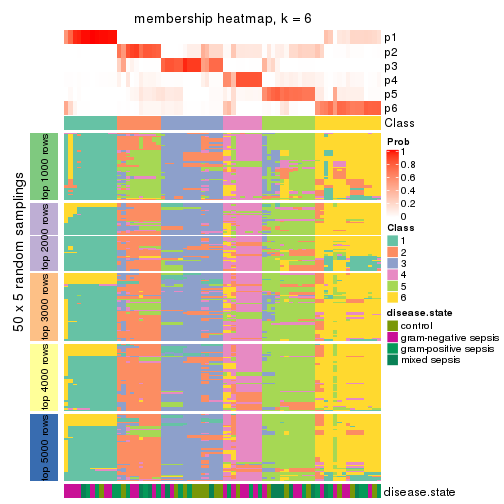 membership heatmap, k = 6
p1
p2
p3
p4
p5
p6
Class
50 x 5 random samplings
top 1000 rows
top 2000 rows
top 3000 rows
top 4000 rows
top 5000 rows
Prob
1
0.8
0.6
0.4
0.2
0
Class
1
2
3
4
5
6
disease.state
control
gram-negative sepsis
gram-positive sepsis
mixed sepsis
disease.state